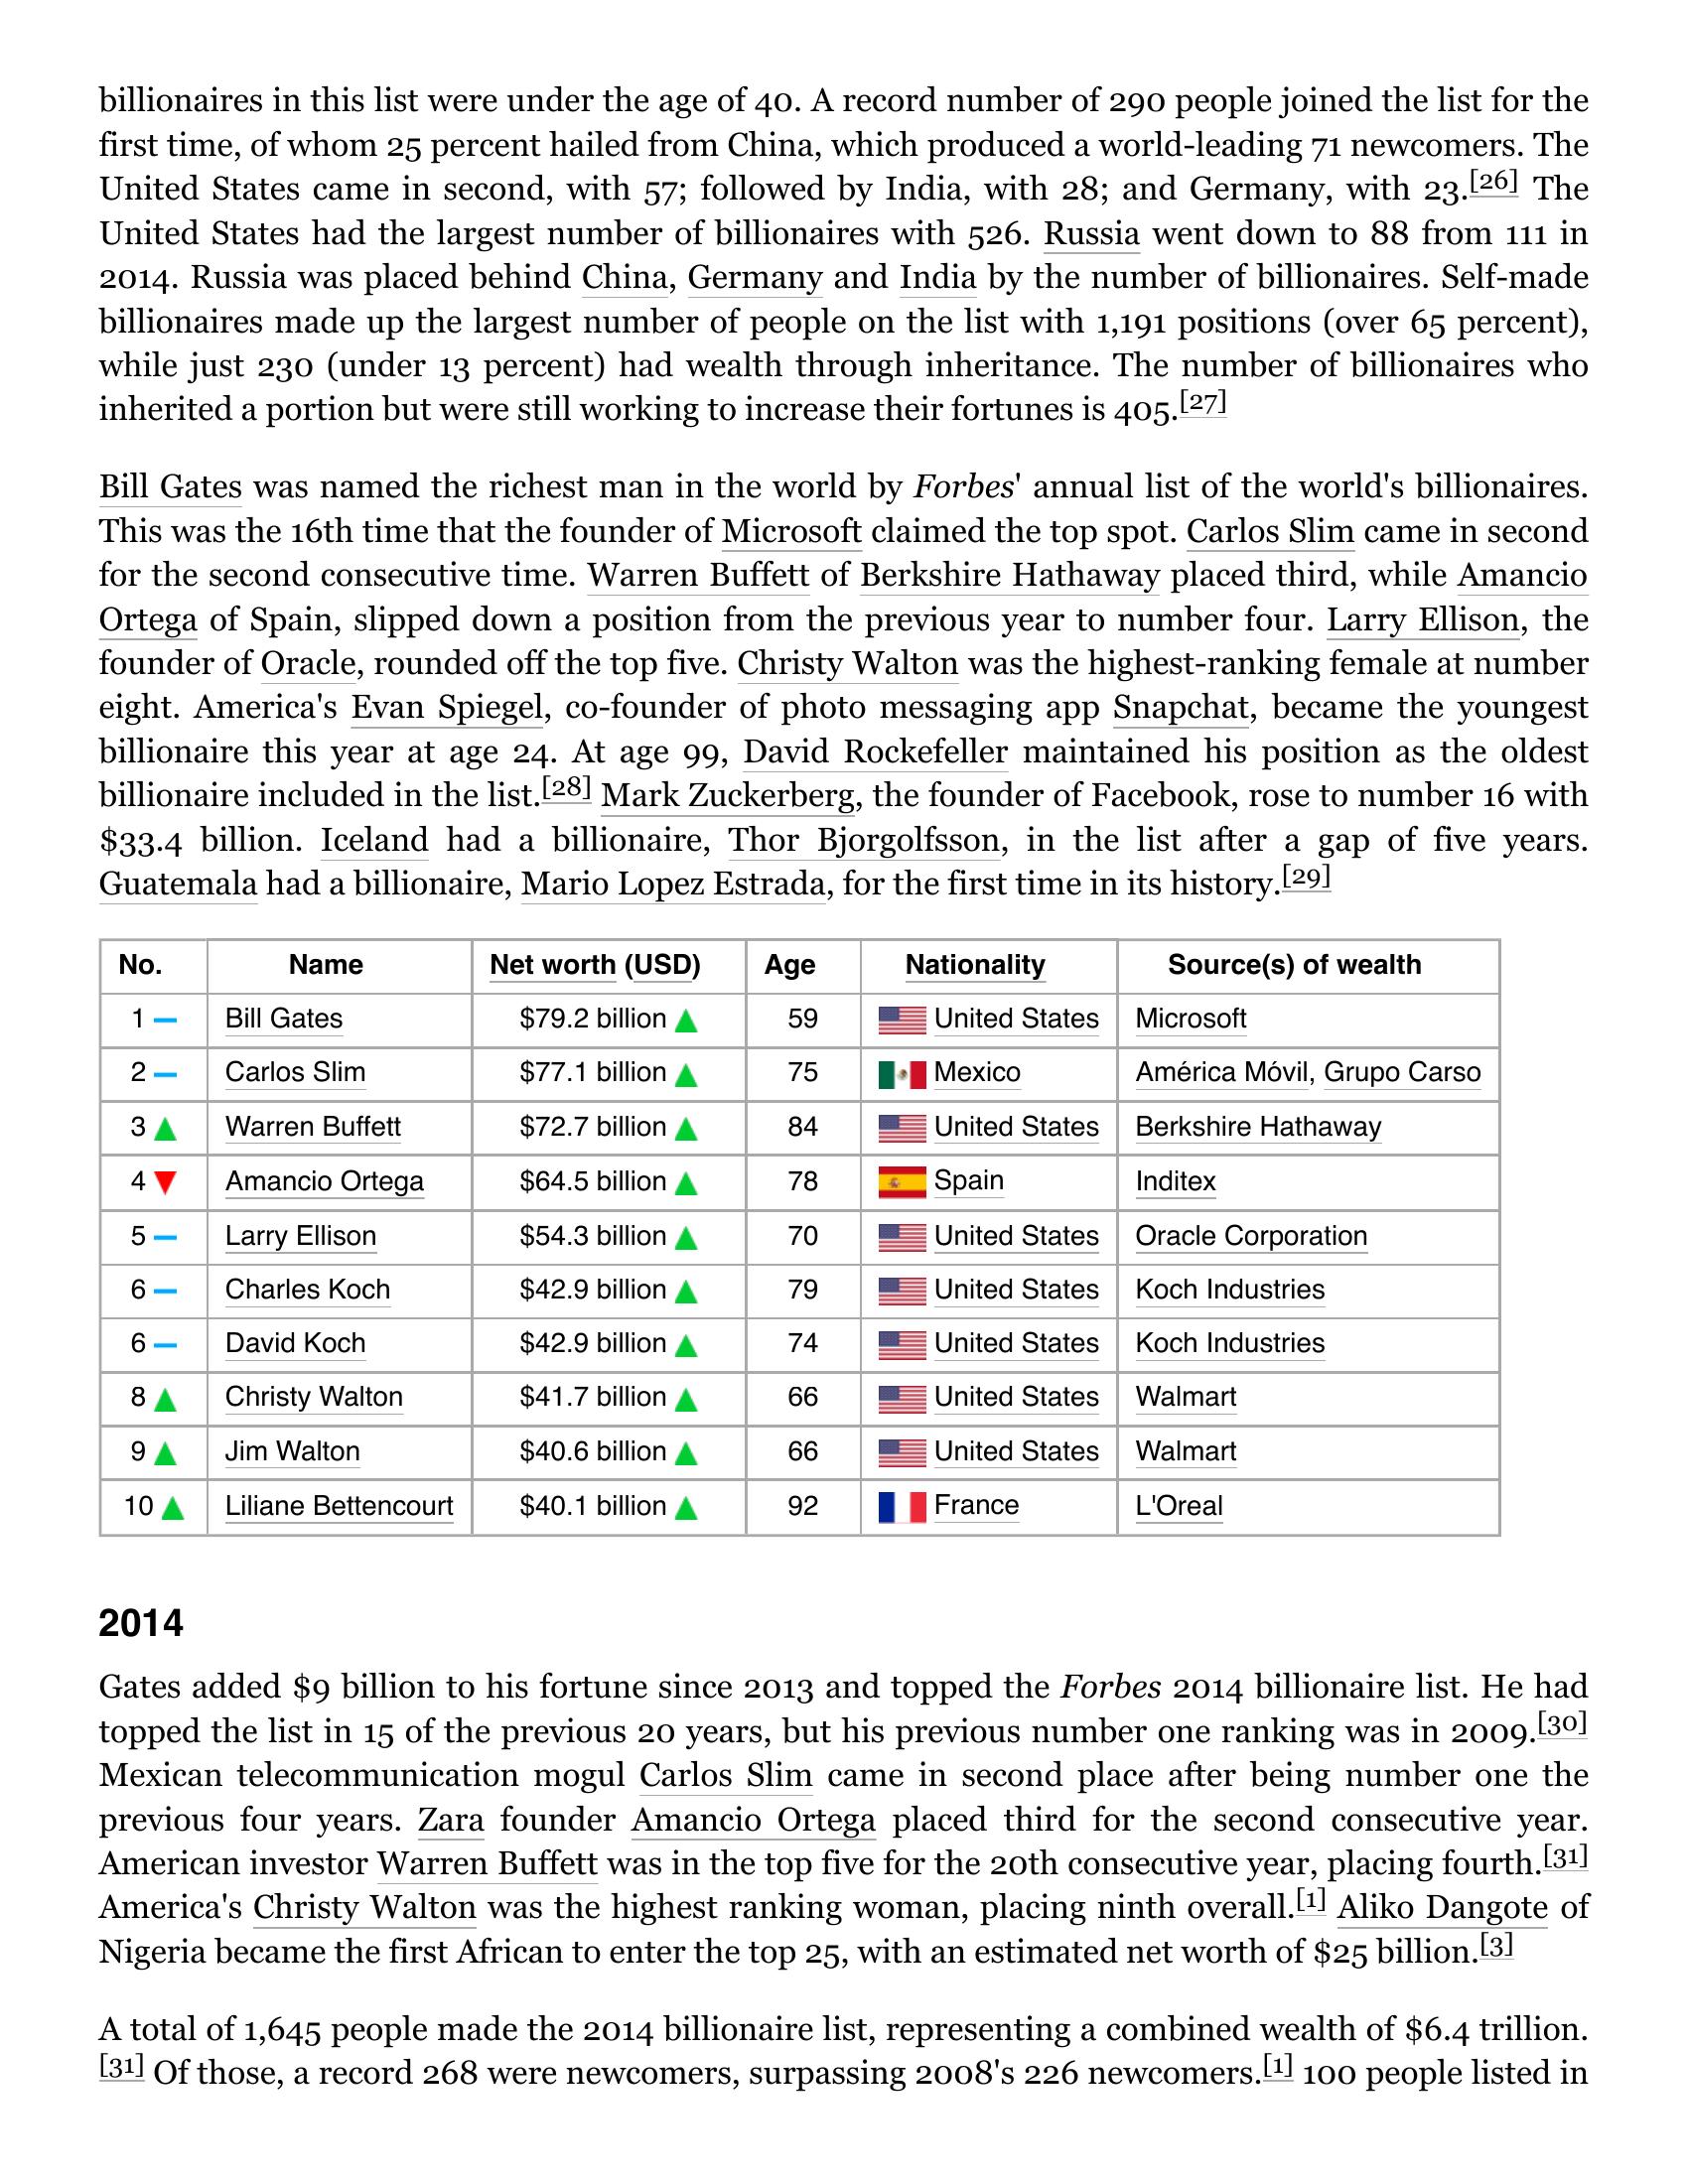 billionaires in this list were under the age of 40. A record number of 290 people joined the list for the
first time, of whom 25 percent hailed from China, which produced a world-leading 71 newcomers. The
United States came in second, with 57; followed by India, with 28; and Germany, with 23.[26] The
United States had the largest number of billionaires with 526. Russia went down to 88 from 111 in
2014. Russia was placed behind China, Germany and India by the number of billionaires. Self-made
billionaires made up the largest number of people on the list with 1,191 positions (over 65 percent),
while just 230 (under 13 percent) had wealth through inheritance. The number of billionaires who
inherited a portion but were still working to increase their fortunes is 405.[27]
Bill Gates was named the richest man in the world by Forbes' annual list of the world's billionaires.
This was the 16th time that the founder of Microsoft claimed the top spot. Carlos Slim came in second
for the second consecutive time. Warren Buffett of Berkshire Hathaway placed third, while Amancio
Ortega of Spain, slipped down a position from the previous year to number four. Larry Ellison, the
founder of Oracle, rounded off the top five. Christy Walton was the highest-ranking female at number
eight. America's Evan Spiegel, co-founder of photo messaging app Snapchat, became the youngest
billionaire this year at age 24. At age 99, David Rockefeller maintained his position as the oldest
billionaire included in the list.[28] Mark Zuckerberg, the founder of Facebook, rose to number 16 with
$33.4 billion. Iceland had a billionaire, Thor Bjorgolfsson, in the list after a gap of five years.
Guatemala had a billionaire, Mario Lopez Estrada, for the first time in its history.[29]
No. Name Net worth (USD) Age Nationality Source(s) of wealth
1 Bill Gates $79.2 billion 59 United States Microsoft
2 Carlos Slim $77.1 billion 75 Mexico América Móvil, Grupo Carso
3 Warren Buffett $72.7 billion 84 United States Berkshire Hathaway
4 Amancio Ortega $64.5 billion 78 Spain Inditex
5 Larry Ellison $54.3 billion 70 United States Oracle Corporation
6 Charles Koch $42.9 billion 79 United States Koch Industries
6 David Koch $42.9 billion 74 United States Koch Industries
8 Christy Walton $41.7 billion 66 United States Walmart
9 Jim Walton $40.6 billion 66 United States Walmart
10 Liliane Bettencourt $40.1 billion 92 France L'Oreal
2014
Gates added $9 billion to his fortune since 2013 and topped the Forbes 2014 billionaire list. He had
topped the list in 15 of the previous 20 years, but his previous number one ranking was in 2009.[30]
Mexican telecommunication mogul Carlos Slim came in second place after being number one the
previous four years. Zara founder Amancio Ortega placed third for the second consecutive year.
American investor Warren Buffett was in the top five for the 20th consecutive year, placing fourth.[31]
America's Christy Walton was the highest ranking woman, placing ninth overall.[1] Aliko Dangote of
Nigeria became the first African to enter the top 25, with an estimated net worth of $25 billion.[3]
A total of 1,645 people made the 2014 billionaire list, representing a combined wealth of $6.4 trillion.
[31] Of those, a record 268 were newcomers, surpassing 2008's 226 newcomers.[1] 100 people listed in